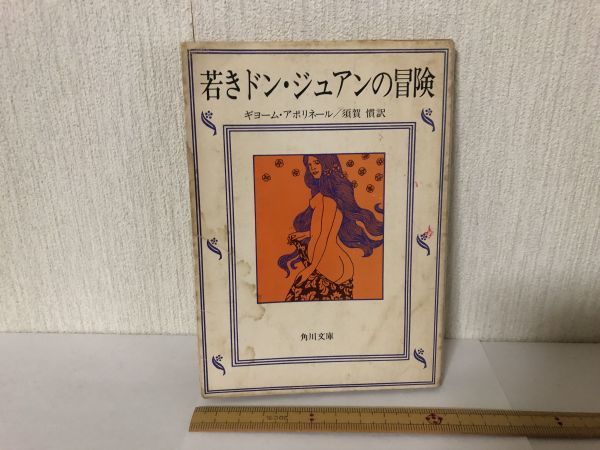 若きドン・ジュアンの冒険
ギョーム・アポリネール／須賀 慣訳
角川文庫